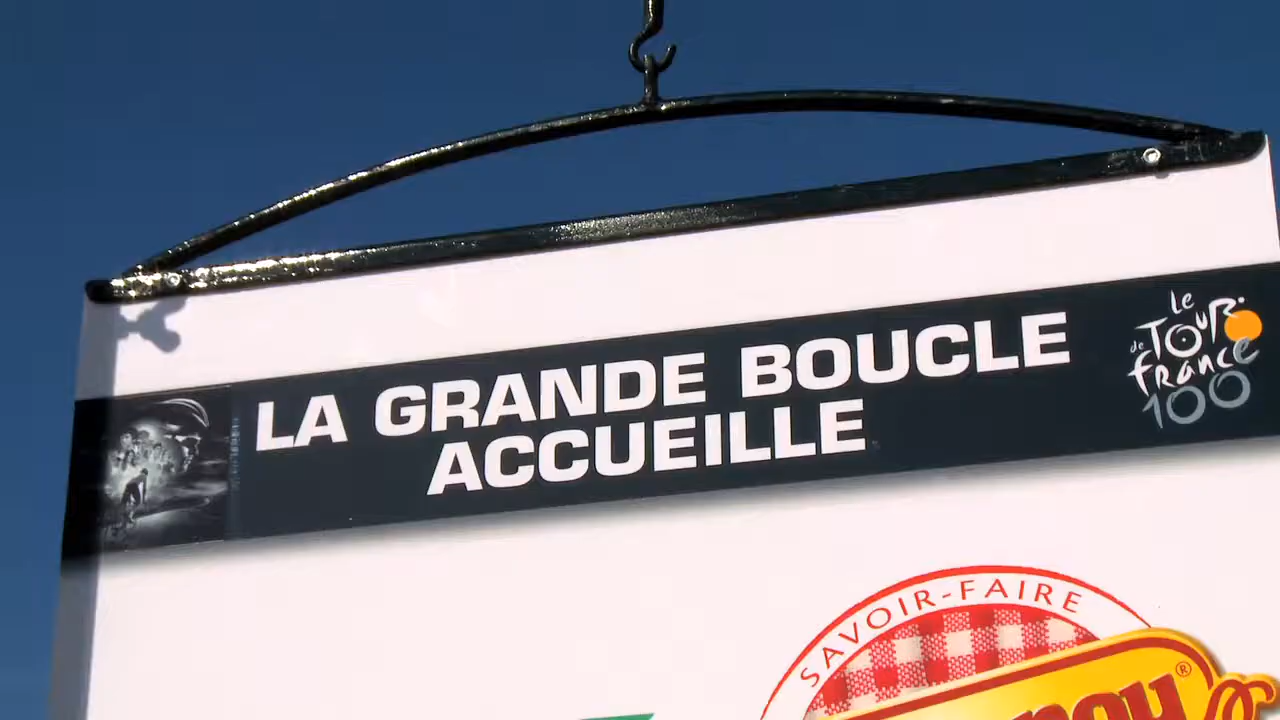 LA GRANDE BOUCLE
ACCUEILLE
le
TOUR
de
france
100
SAVOIR-FAIRE